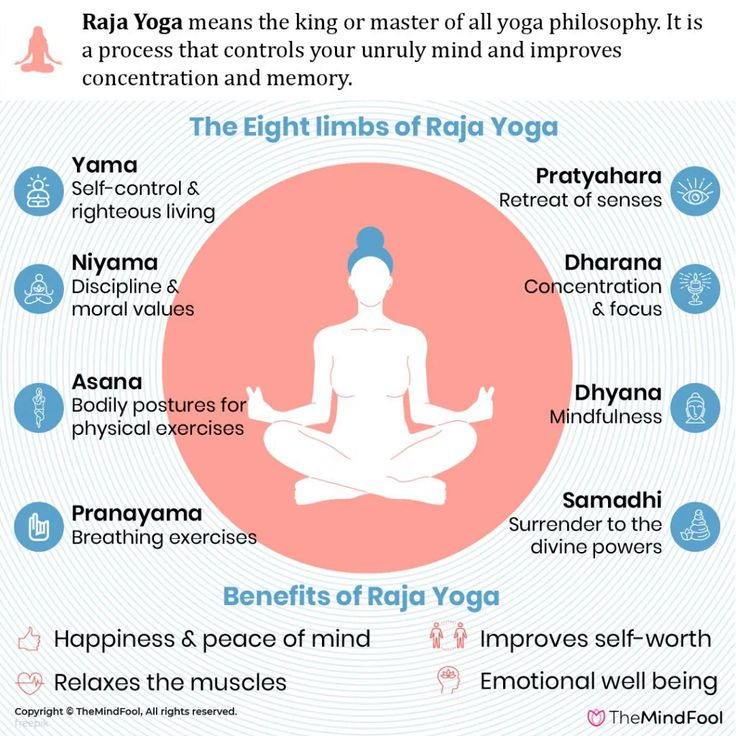 Raja Yoga means the king or master of all yoga philosophy. It is
a process that controls your unruly mind and improves
concentration and memory.
The Eight limbs of Raja Yoga
Yama
Self-control &
righteous living
Niyama
Discipline &
moral values
Asana
Bodily postures for
physical exercises
Pranayama
Breathing exercises
Pratyahara
Retreat of senses
Dharana
Concentration
& focus
Dhyana
Mindfulness
Samadhi
Surrender to the
divine powers
Benefits of Raja Yoga
Happiness & peace of mind
Improves self-worth
Relaxes the muscles
Emotional well being
Copyright © TheMindFool, All rights reserved.
freepik
TheMindFool